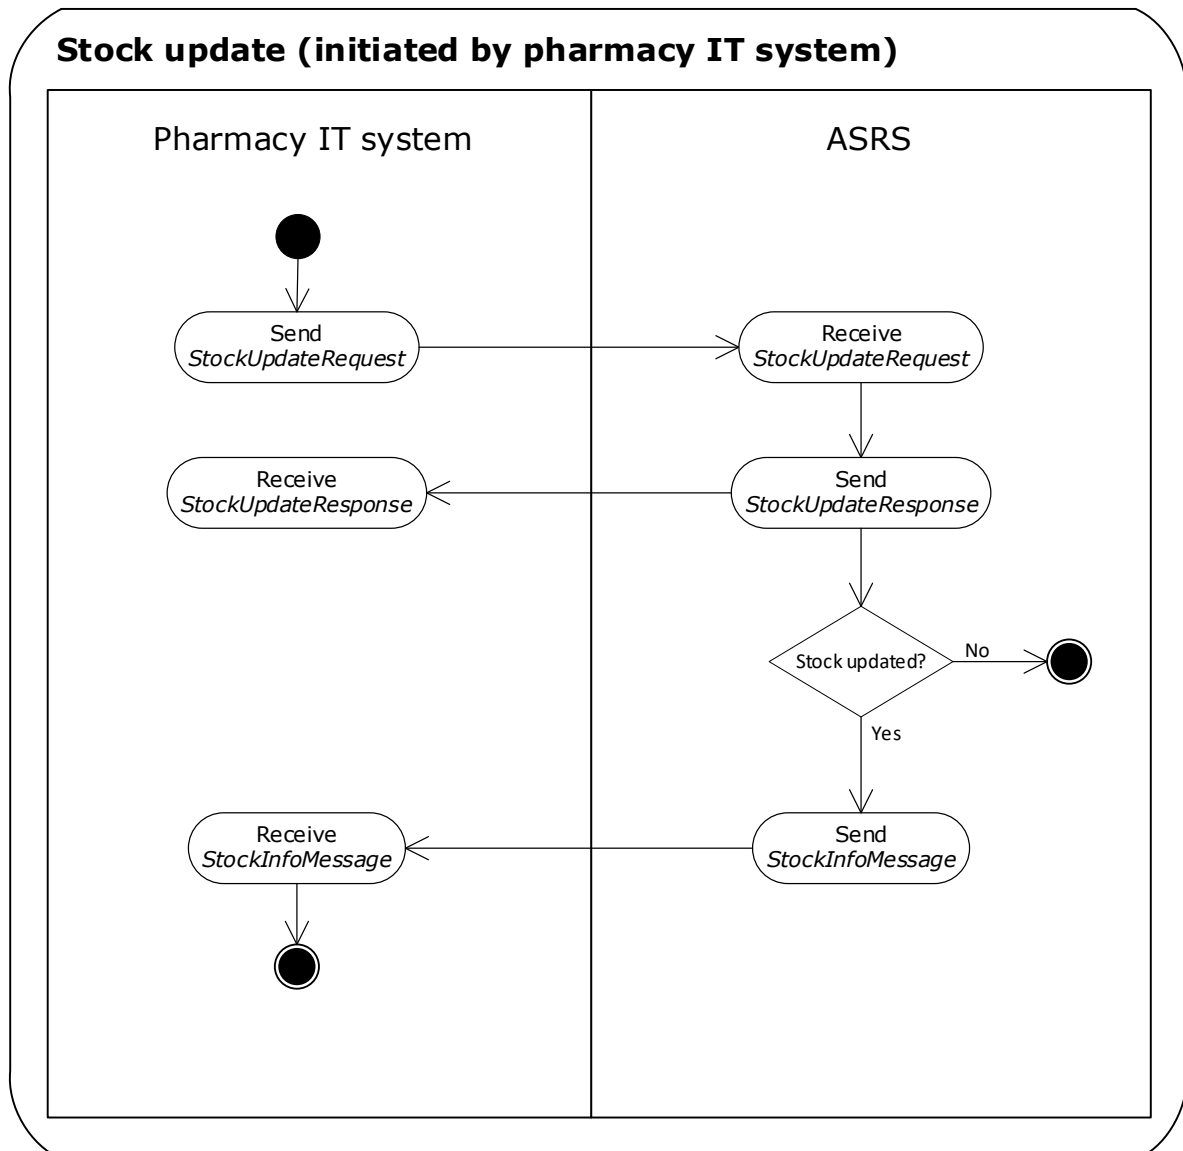 Stock update (initiated by pharmacy IT system)
Pharmacy IT system
ASRS
Send
StockUpdateRequest
Receive
StockUpdateRequest
Receive
StockUpdateResponse
Send
StockUpdateResponse
Stock updated?
No
Yes
Receive
StockInfoMessage
Send
StockInfoMessage